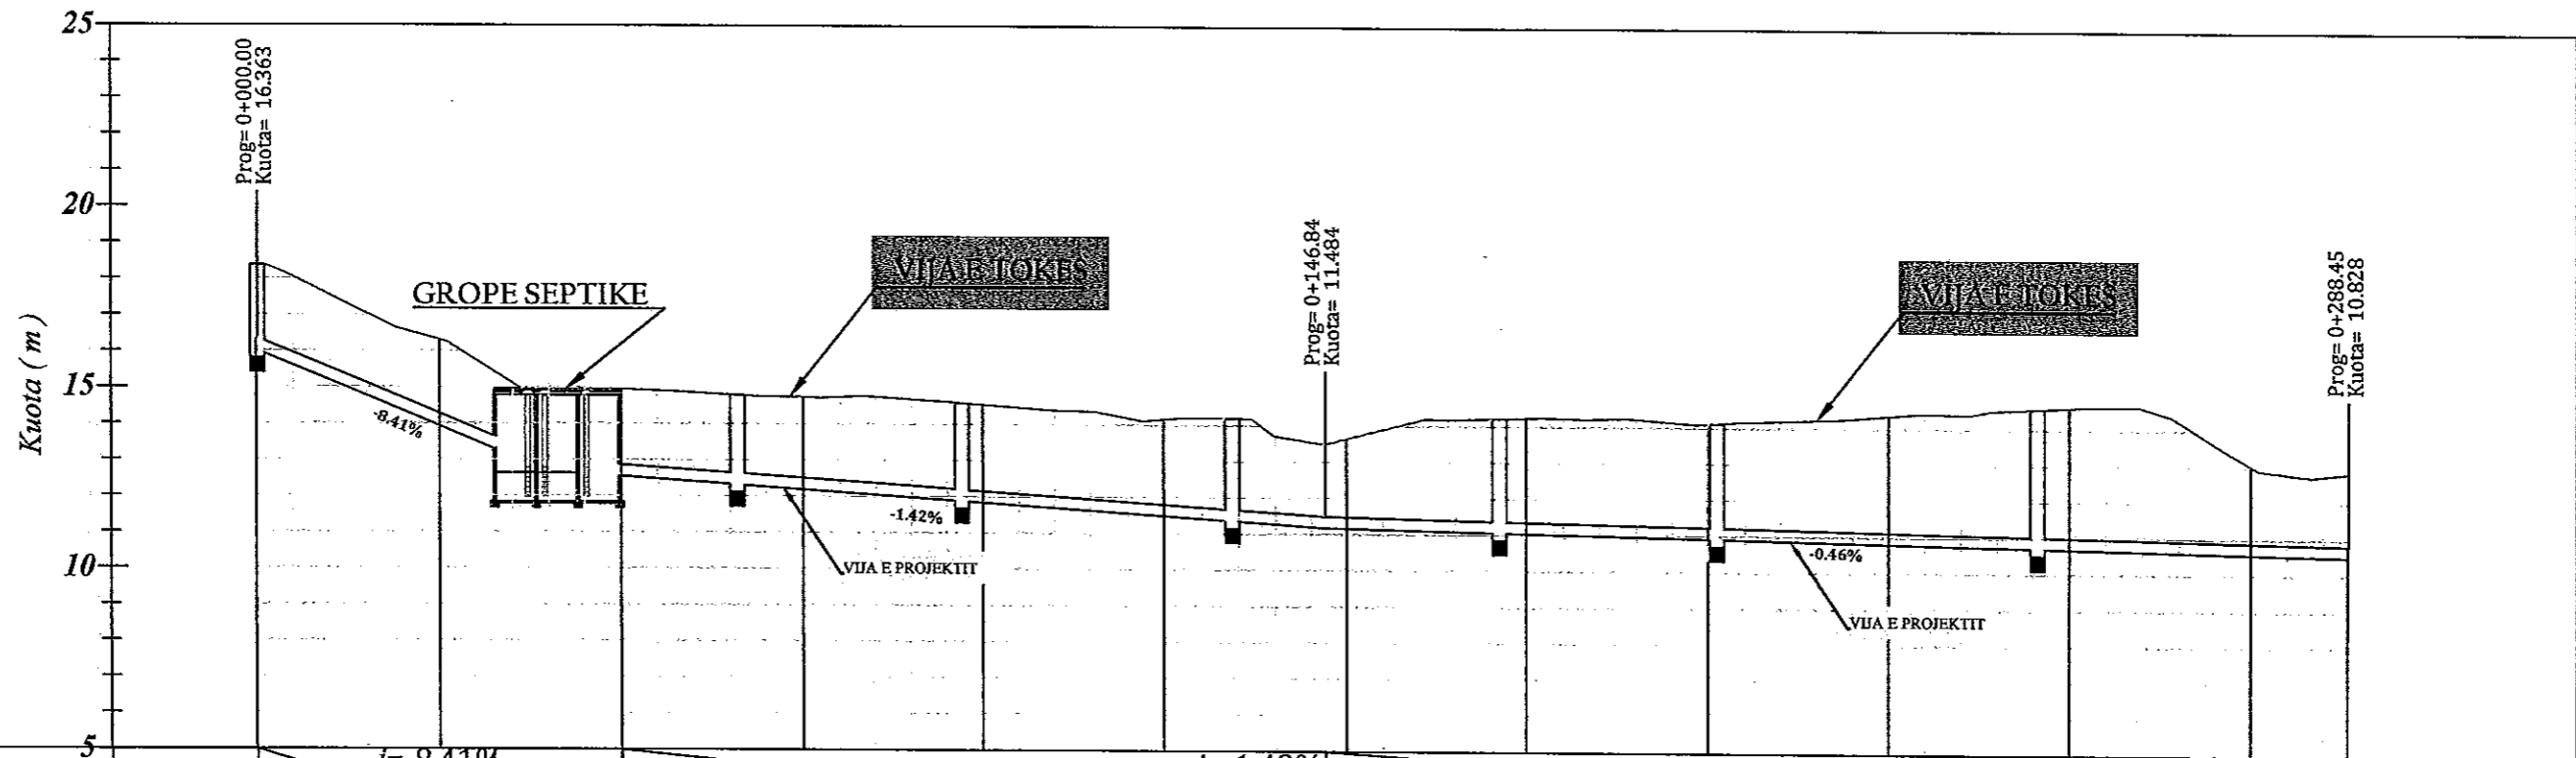 25
20
15
10
5
Kuota ( m )
Prog= 0+000.00
Kuota= 16.363
GROPE SEPTIKE
VIJA E TOKES
Prog= 0+146.84
Kuota= 11.484
VIJA E TOKES
Prog= 0+288.45
Kuota= 10.828
-8.41%
-1.42%
VIJA E PROJEKTIT
-0.46%
VIJA E PROJEKTIT